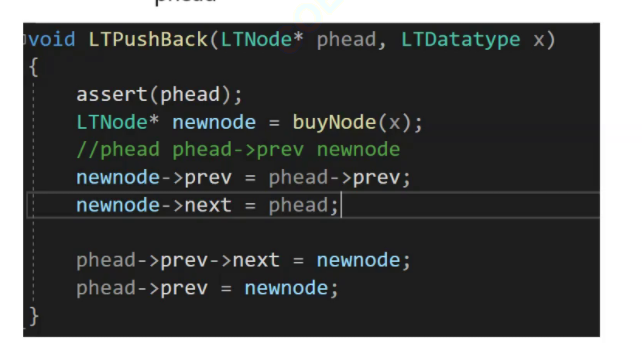 phead
void LTPushBack(LTNode* phead, LTDatatype x)
{
assert(phead);
LTNode* newnode = buyNode(x);
//phead phead->prev newnode
newnode->prev = phead->prev;
newnode->next = phead;
phead->prev->next = newnode;
phead->prev = newnode;
}